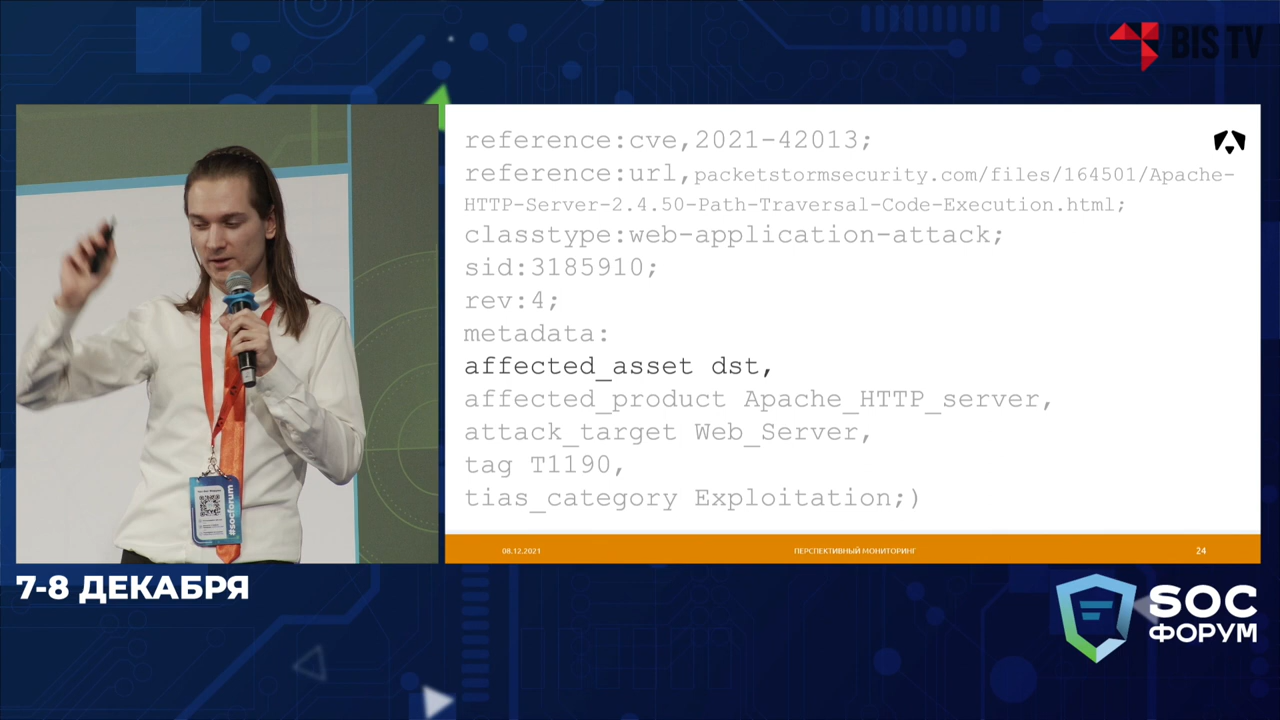 BIS TV
reference:cve,2021-42013;
reference:url,packetstormsecurity.com/files/164501/Apache-
HTTP-Server-2.4.50-Path-Traversal-Code-Execution.html;
classtype:web-application-attack;
sid:3185910;
rev:4;
metadata:
affected_asset dst,
affected_product Apache_HTTP_server,
attack_target Web_Server,
tag T1190,
tias_category Exploitation;)
08.12.2021
ПЕРСПЕКТИВНЫЙ МОНИТОРИНГ
24
#socforum
7-8 ДЕКАБРЯ
SOC
ФОРУМ